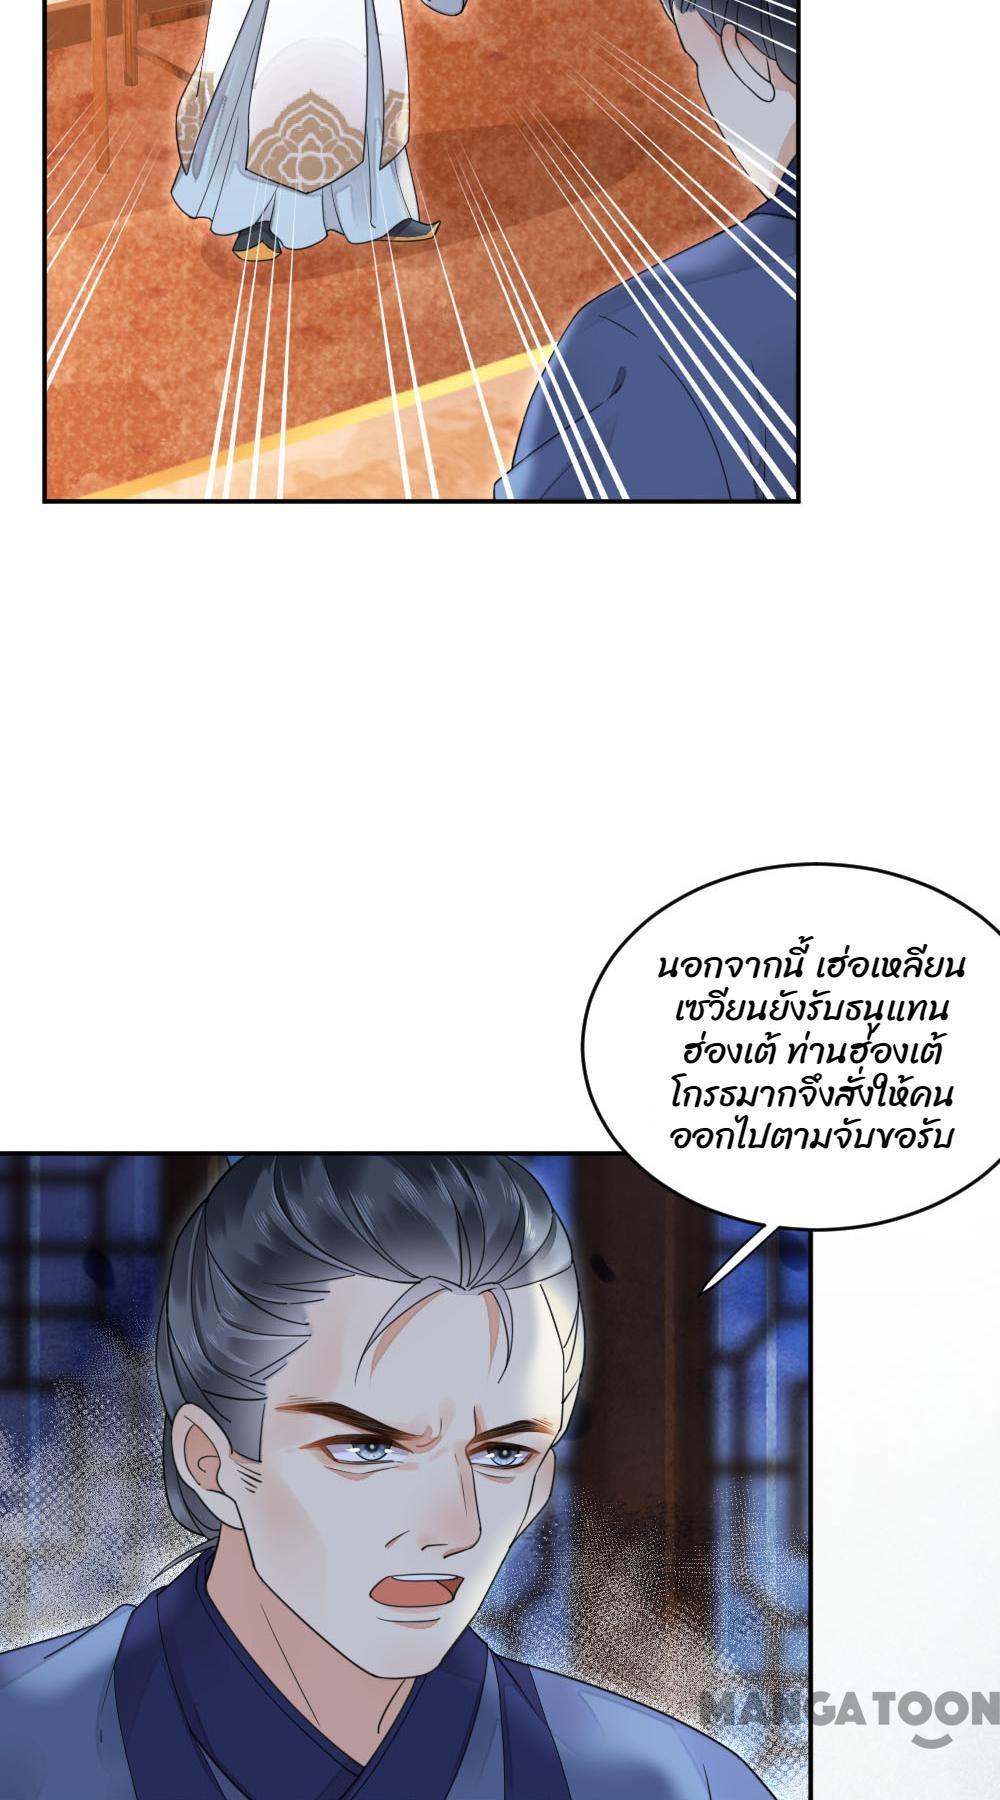 นอกจากนี้ เฮ่อเหลียน
เซวียนยังรับธนูแทน
ฮ่องเต้ ท่านฮ่องเต้
โกรธมากจึงสั่งให้คน
ออกไปตามจับขอรับ
MANGATOON